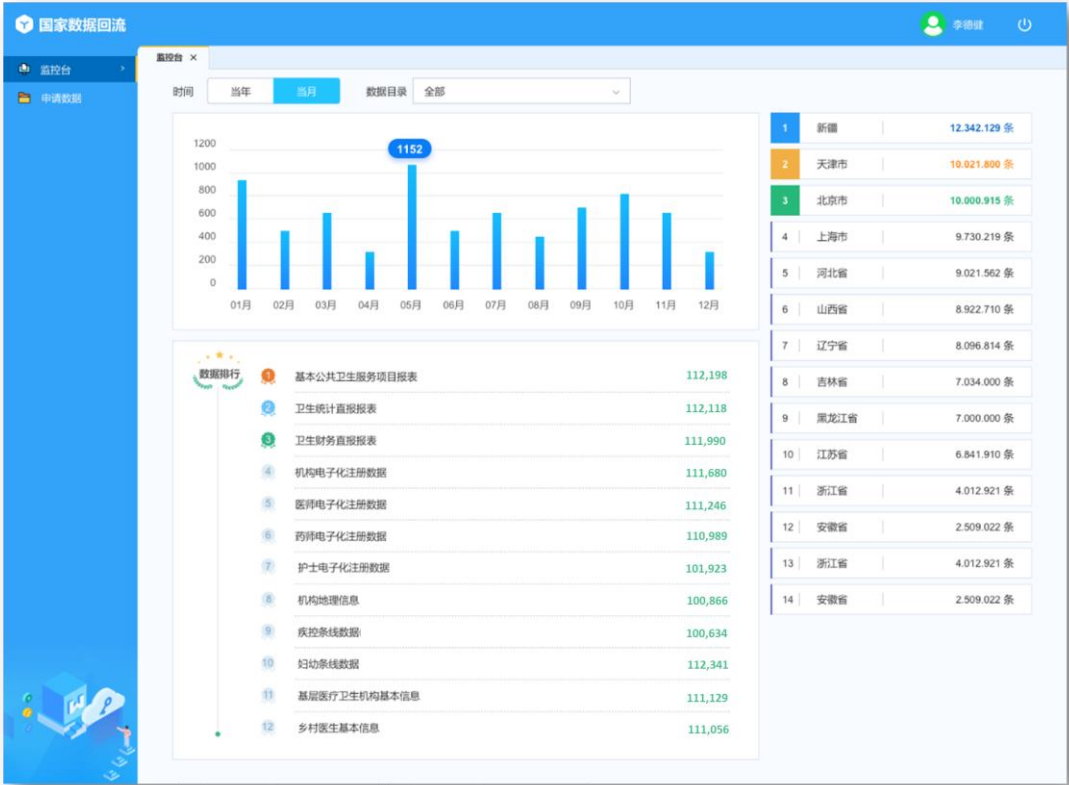 国家数据回流
李德健
监控台
申请数据
监控台 ×
时间 当年 当月 数据目录 全部
1200
1000
800
600
400
200
0
1152
01月 02月 03月 04月 05月 06月 07月 08月 09月 10月 11月 12月
数据排行
1 基本公共卫生服务项目报表 112,198
2 卫生统计直报报表 112,118
3 卫生财务直报报表 111,990
4 机构电子化注册数据 111,680
5 医师电子化注册数据 111,246
6 药师电子化注册数据 110,989
7 护士电子化注册数据 101,923
8 机构地理信息 100,866
9 疾控条线数据 100,634
10 妇幼条线数据 112,341
11 基层医疗卫生机构基本信息 111,129
12 乡村医生基本信息 111,056
1 新疆 12.342.129 条
2 天津市 10.021.800 条
3 北京市 10.000.915 条
4 上海市 9.730.219 条
5 河北省 9.021.562 条
6 山西省 8.922.710 条
7 辽宁省 8.096.814 条
8 吉林省 7.034.000 条
9 黑龙江省 7.000.000 条
10 江苏省 6.841.910 条
11 浙江省 4.012.921 条
12 安徽省 2.509.022 条
13 浙江省 4.012.921 条
14 安徽省 2.509.022 条